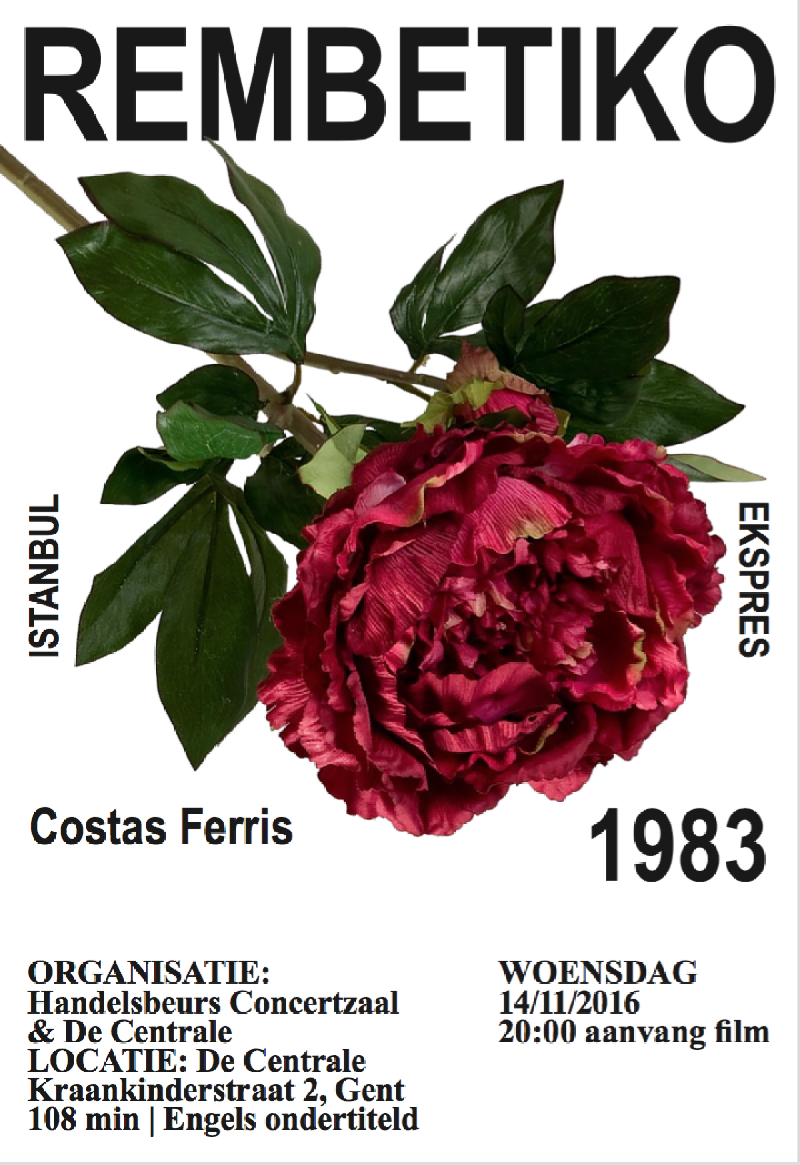 REMBETIKO
ISTANBUL
EKSPRES
Costas Ferris
1983
ORGANISATIE:
Handelsbeurs Concertzaal
& De Centrale
LOCATIE: De Centrale
Kraankinderstraat 2, Gent
108 min | Engels ondertiteld
WOENSDAG
14/11/2016
20:00 aanvang film